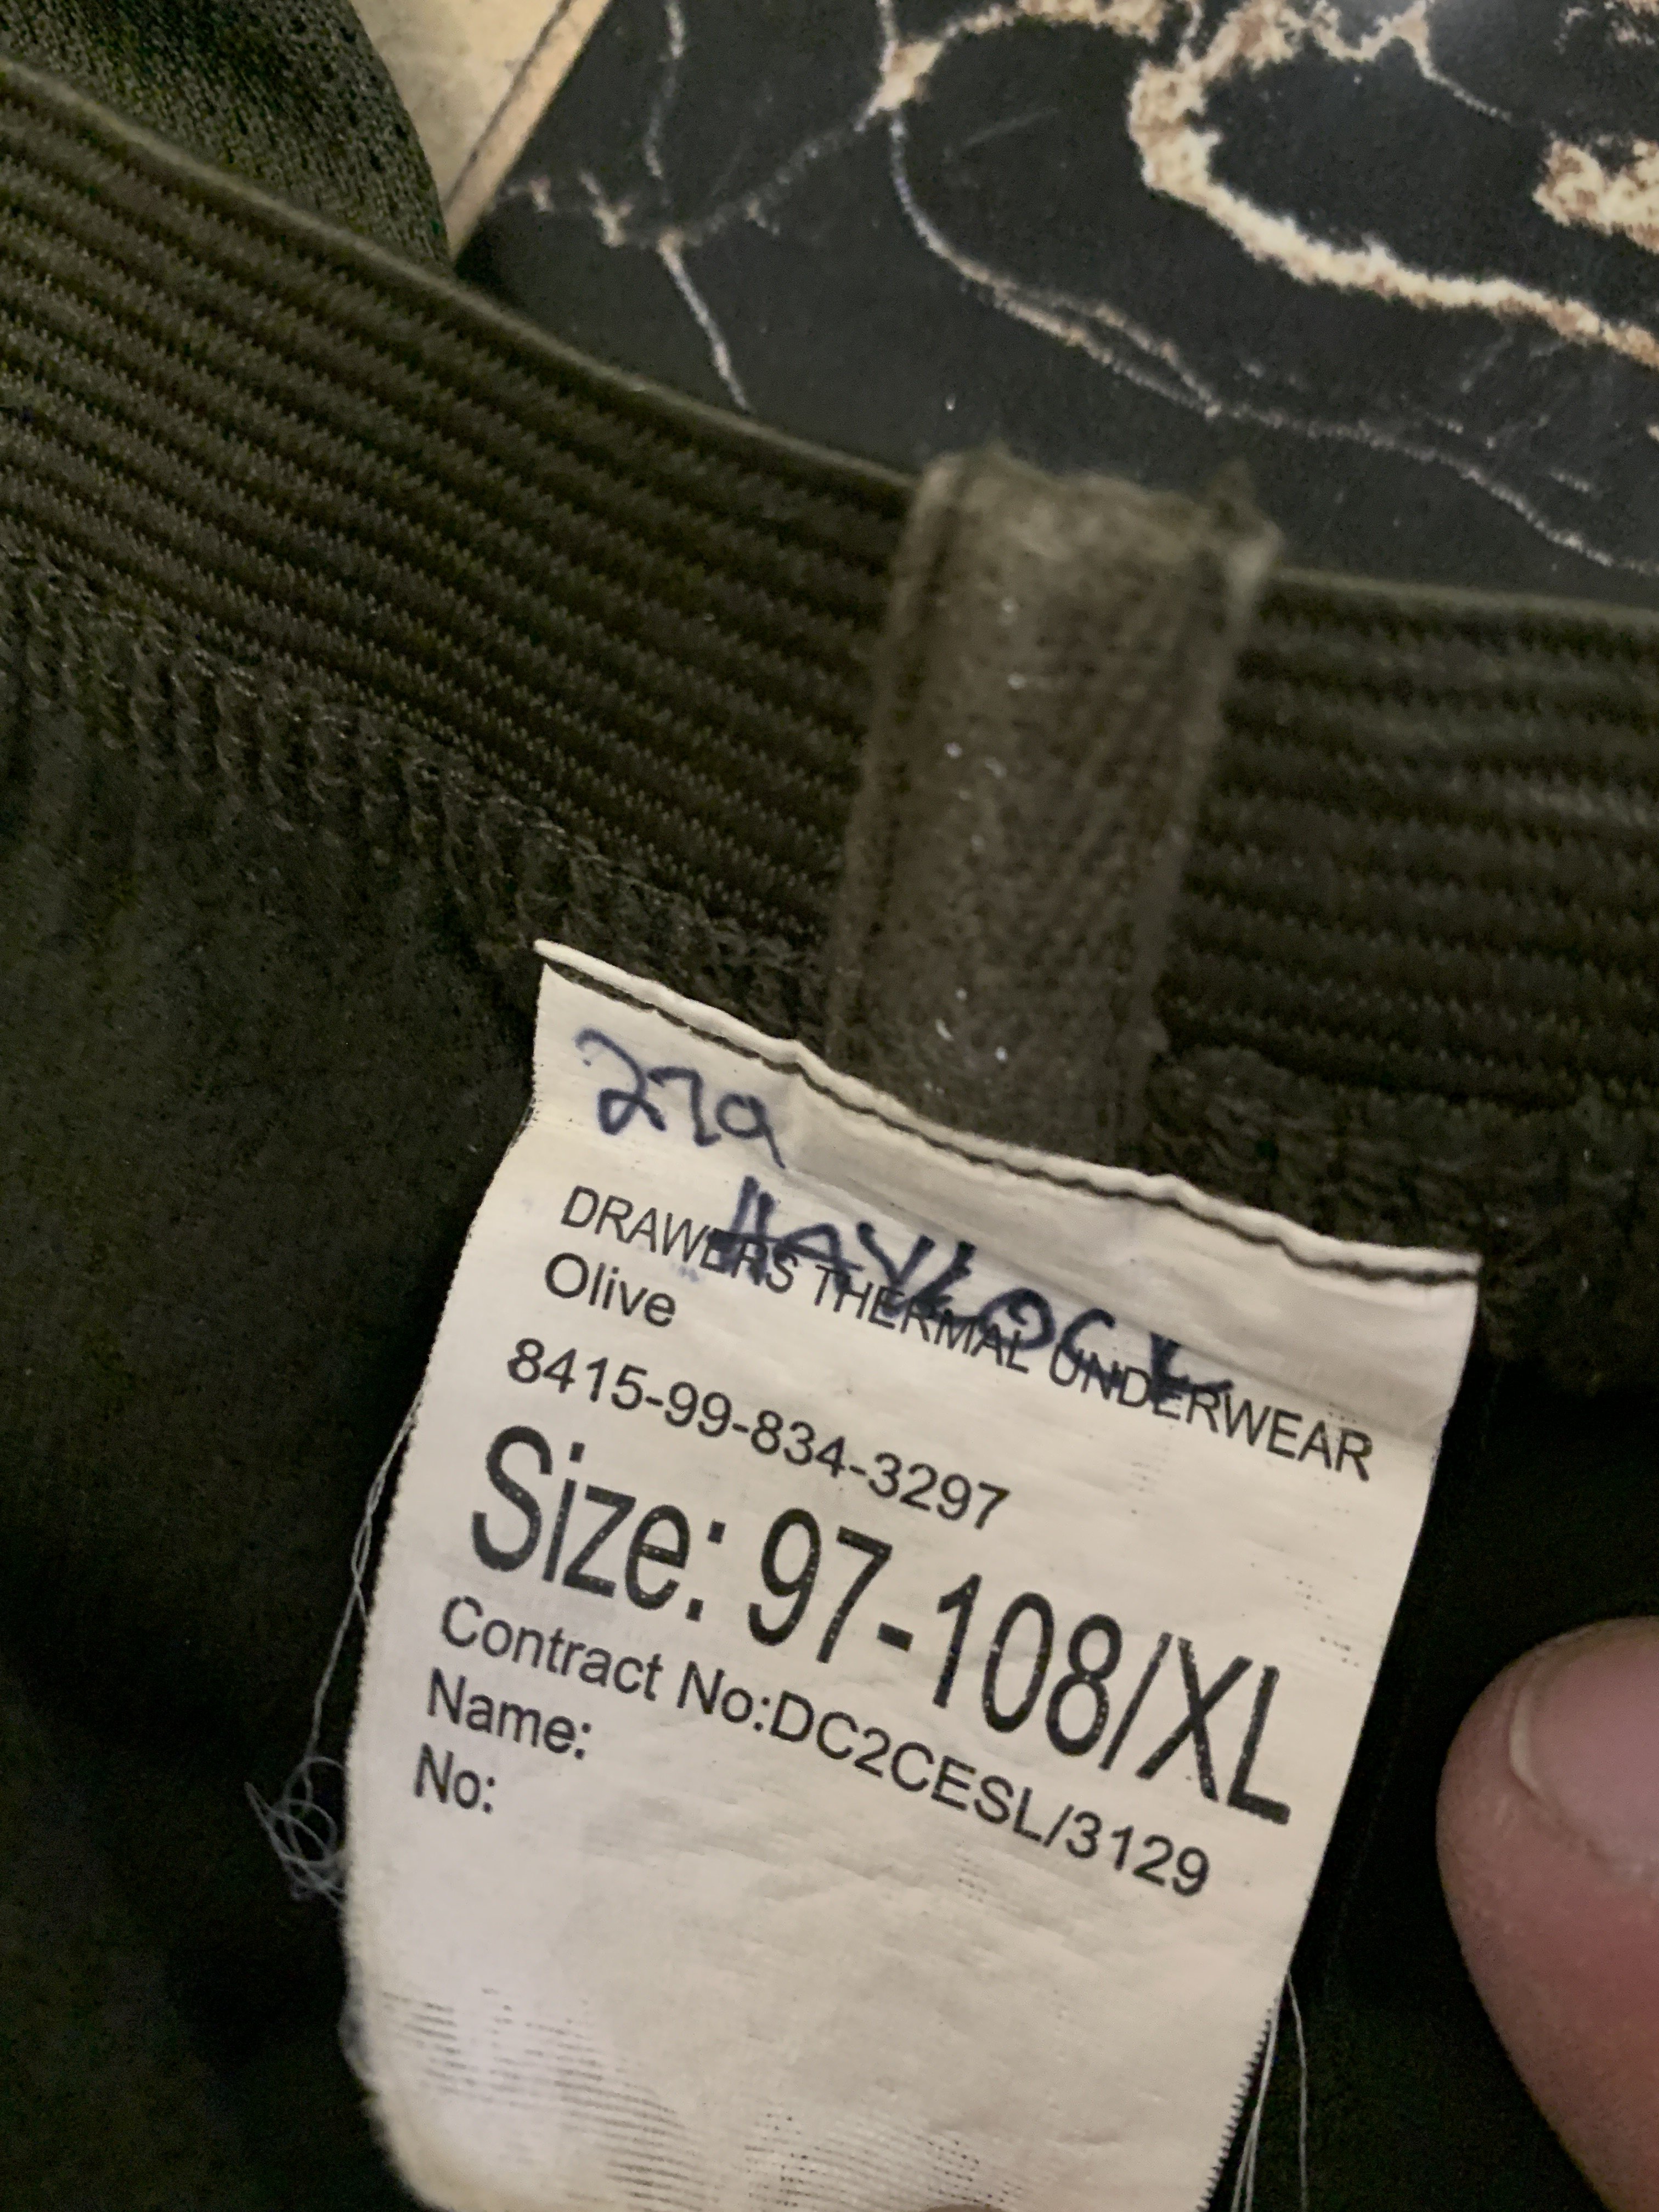 279
HAYLOCK
DRAWERS THERMAL UNDERWEAR
Olive
8415-99-834-3297
Size: 97-108/XL
Contract No:DC2CESL/3129
Name:
No: